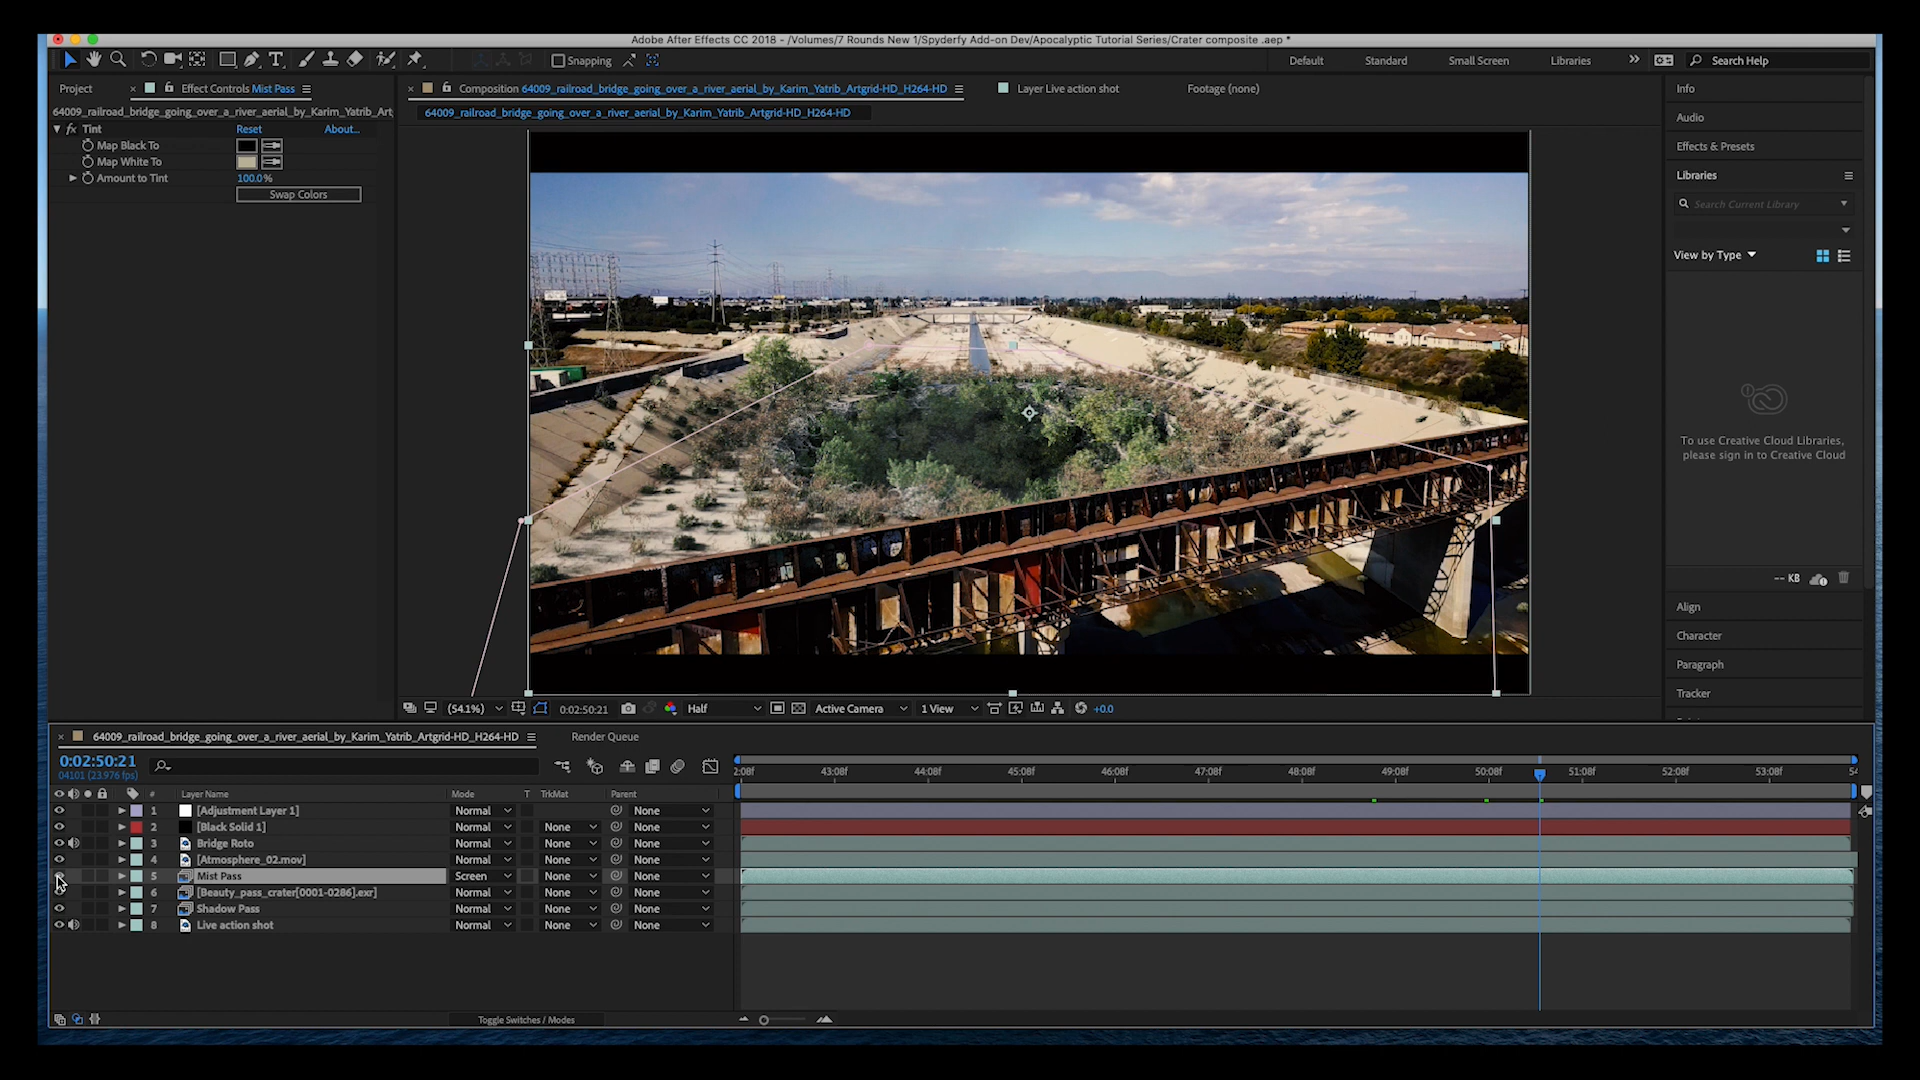 Adobe After Effects CC 2018 - /Volumes/7 Rounds New 1/Spyderfy Add-on Dev/Apocalyptic Tutorial Series/Crater composite .aep *
Snapping
Default
Standard
Small Screen
Libraries
Search Help
Project
Effect Controls Mist Pass
Composition 64009_railroad_bridge_going_over_a_river_aerial_by_Karim_Yatrib_Artgrid-HD_H264-HD
Layer Live action shot
Footage (none)
64009_railroad_bridge_going_over_a_river_aerial_by_Karim_Yatrib_Art
64009_railroad_bridge_going_over_a_river_aerial_by_Karim_Yatrib_Artgrid-HD_H264-HD
fx Tint Reset About...
Map Black To
Map White To
Amount to Tint 100.0%
Swap Colors
Info
Audio
Effects & Presets
Libraries
Search Current Library
View by Type
To use Creative Cloud Libraries,
please sign in to Creative Cloud
-- KB
Align
Character
Paragraph
Tracker
(54.1%) 0:02:50:21 Half Active Camera 1 View +0.0
64009_railroad_bridge_going_over_a_river_aerial_by_Karim_Yatrib_Artgrid-HD_H264-HD
Render Queue
0:02:50:21
04101 (23.976 fps)
2:08f 43:08f 44:08f 45:08f 46:08f 47:08f 48:08f 49:08f 50:08f 51:08f 52:08f 53:08f 54
# Layer Name Mode T TrkMat Parent
1 [Adjustment Layer 1] Normal None
2 [Black Solid 1] Normal None None
3 Bridge Roto Normal None None
4 [Atmosphere_02.mov] Normal None None
5 Mist Pass Screen None None
6 [Beauty_pass_crater[0001-0286].exr] Normal None None
7 Shadow Pass Normal None None
8 Live action shot Normal None None
Toggle Switches / Modes